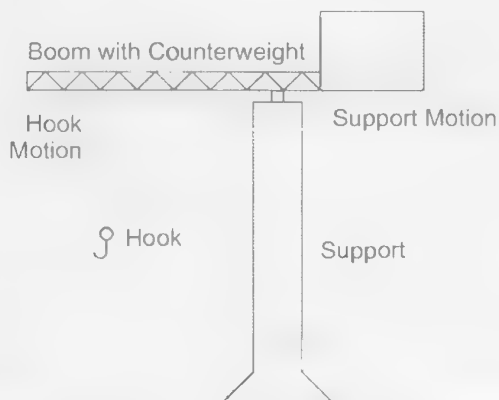 Boom with Counterweight
Hook
Motion
Support Motion
Hook
Support